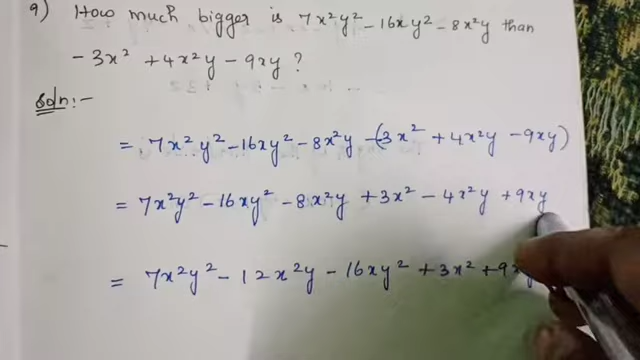 9) How much bigger is 7x²y² - 16xy² - 8x²y than
- 3x² + 4x²y - 9xy ?
Soln:-
= 7x²y² - 16xy² - 8x²y - (-3x² + 4x²y - 9xy)
= 7x²y² - 16xy² - 8x²y + 3x² - 4x²y + 9xy
= 7x²y² - 12x²y - 16xy² + 3x² + 9xy